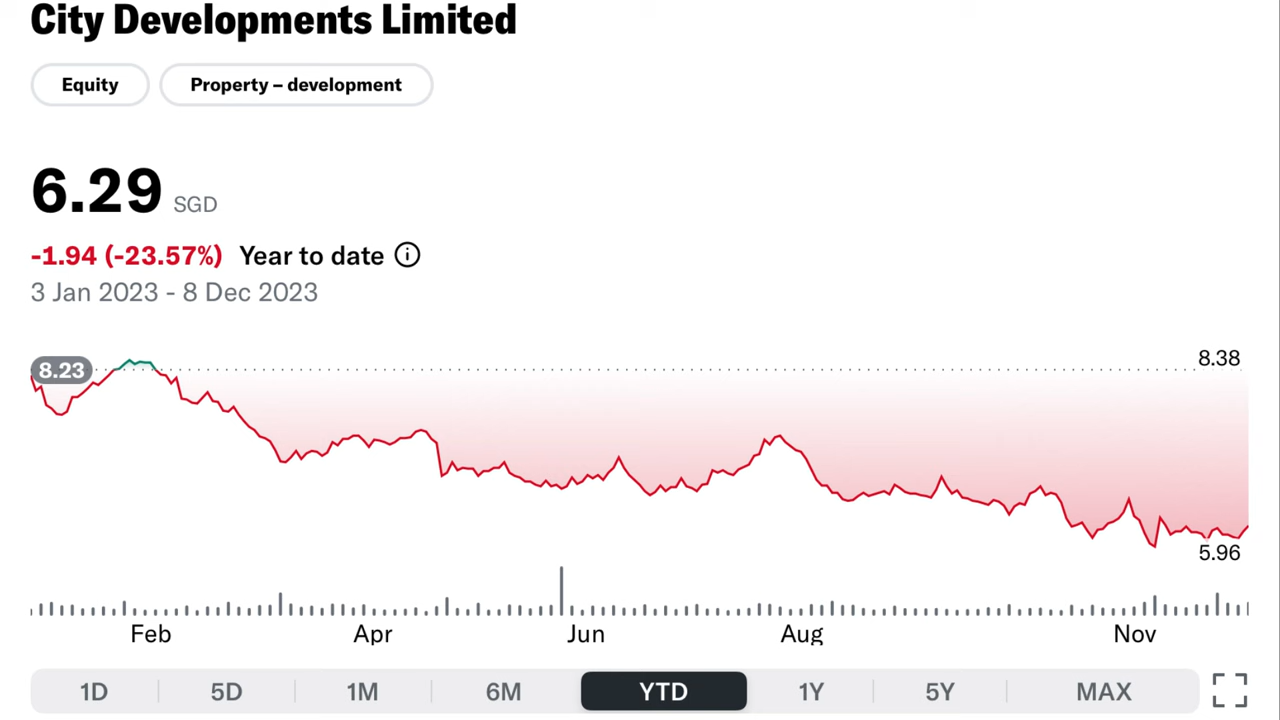 City Developments Limited
Equity Property – development
6.29 SGD
-1.94 (-23.57%) Year to date
3 Jan 2023 - 8 Dec 2023
8.23 8.38
5.96
Feb Apr Jun Aug Nov
1D 5D 1M 6M YTD 1Y 5Y MAX